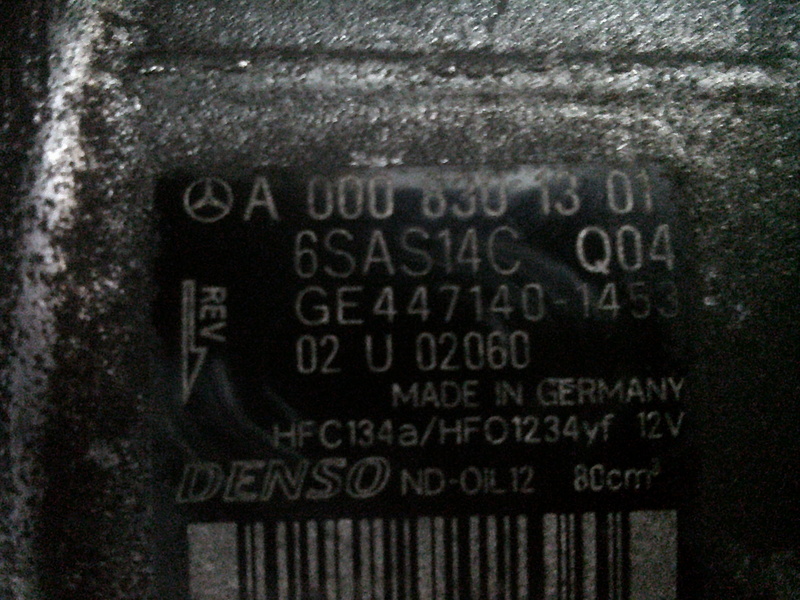 A 000 830 13 01
6SAS14C Q04
GE447140-1453
REV
02 U 02060
MADE IN GERMANY
HFC134a/HFO1234yf 12V
DENSO ND-OIL12 80cm³